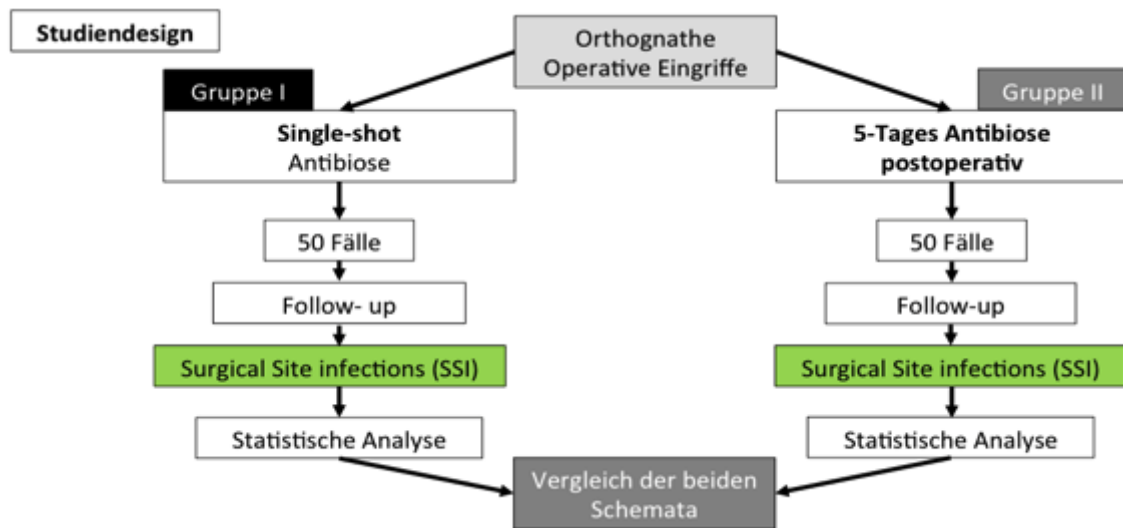 Studiendesign
Orthognathe
Operative Eingriffe
Gruppe I
Gruppe II
Single-shot
Antibiose
5-Tages Antibiose
postoperativ
50 Fälle
50 Fälle
Follow- up
Follow-up
Surgical Site infections (SSI)
Surgical Site infections (SSI)
Statistische Analyse
Statistische Analyse
Vergleich der beiden
Schemata